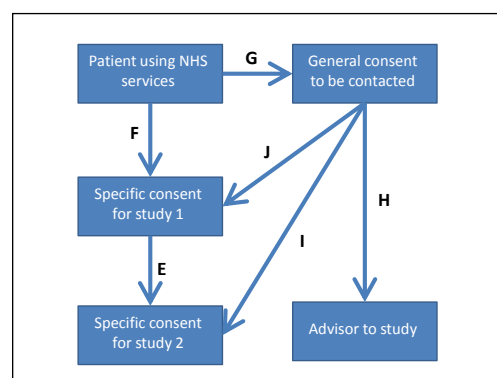 Patient using NHS
services
G
General consent
to be contacted
F
J
H
Specific consent
for study 1
I
E
Specific consent
for study 2
Advisor to study